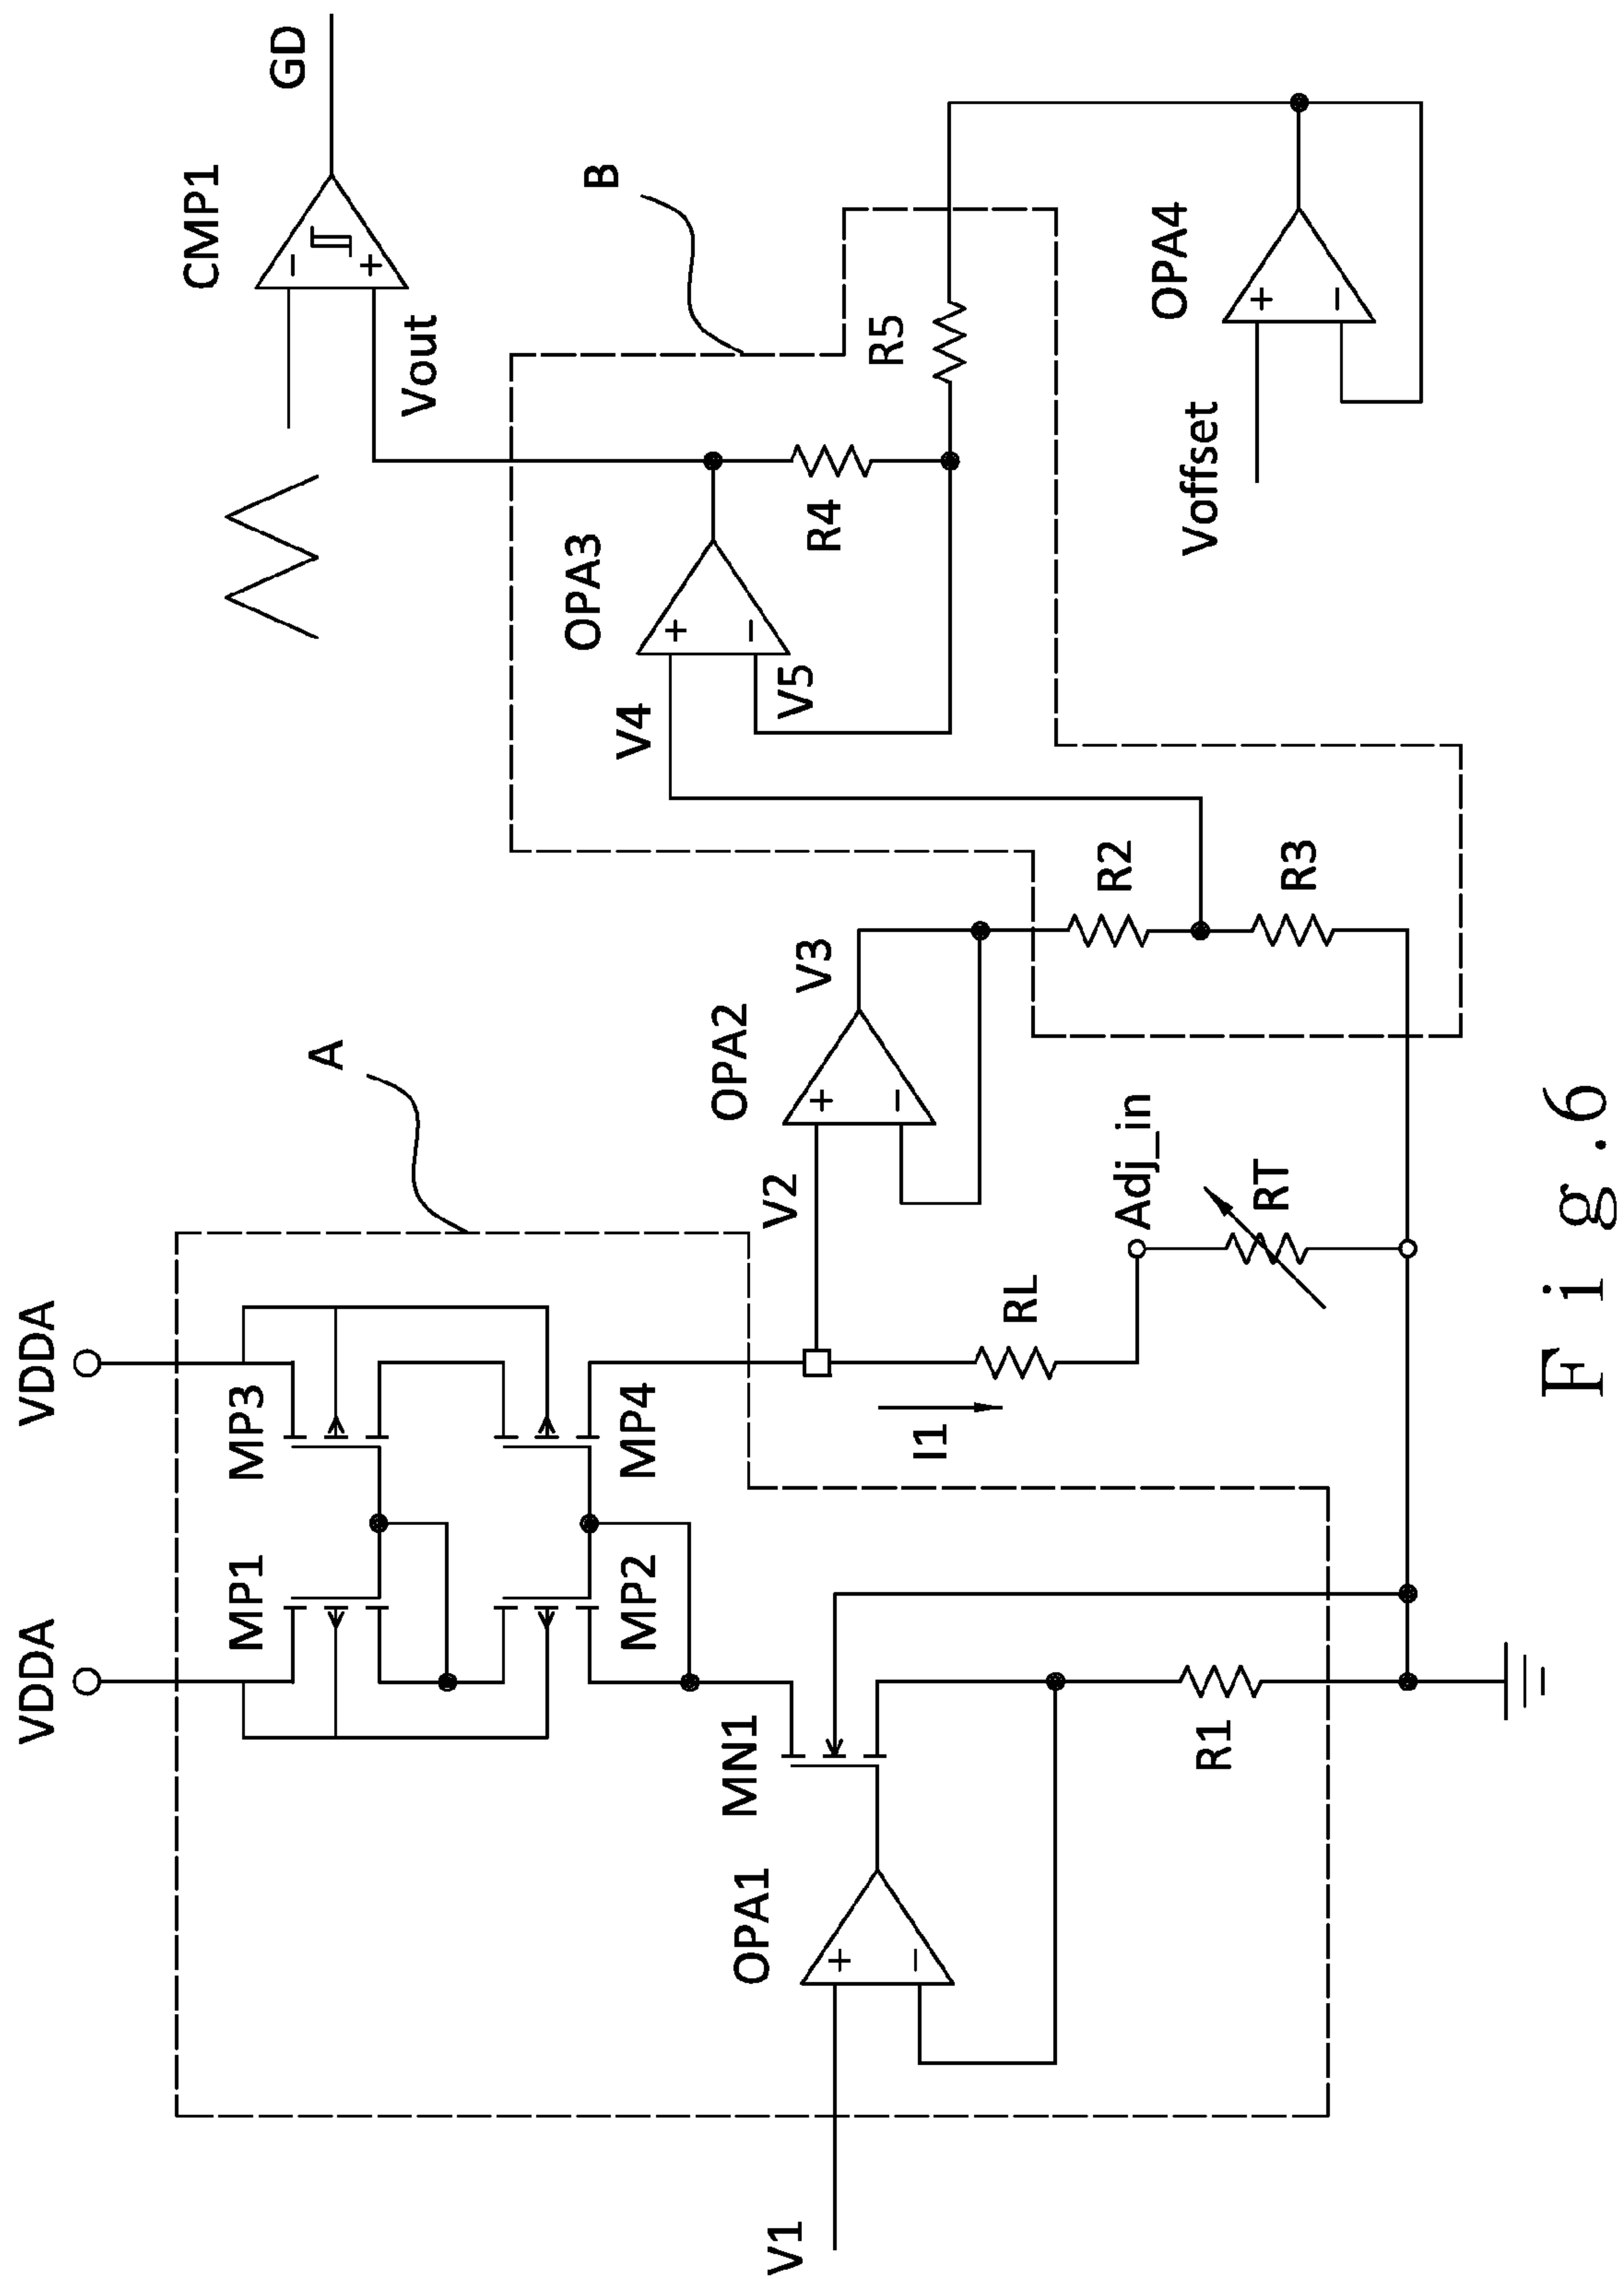 VDDA
VDDA
MP1
MP3
MP2
MP4
A
V1
OPA1
+
−
MN1
R1
I1
RL
V2
OPA2
+
−
V3
Adj_in
RT
R2
R3
V4
V5
OPA3
+
−
R4
R5
B
Vout
CMP1
−
+
GD
Voffset
OPA4
+
−
Fig.6